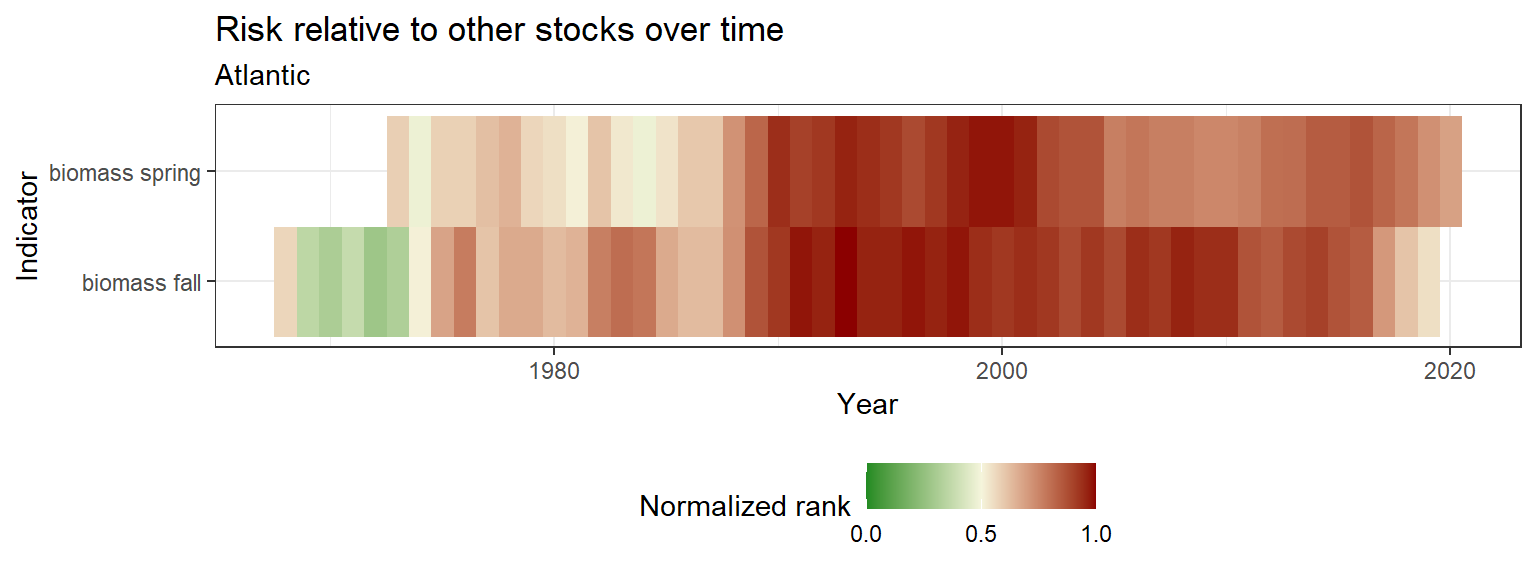 Risk relative to other stocks over time
Atlantic
Indicator
biomass spring
biomass fall
1980 2000 2020
Year
Normalized rank
0.0 0.5 1.0